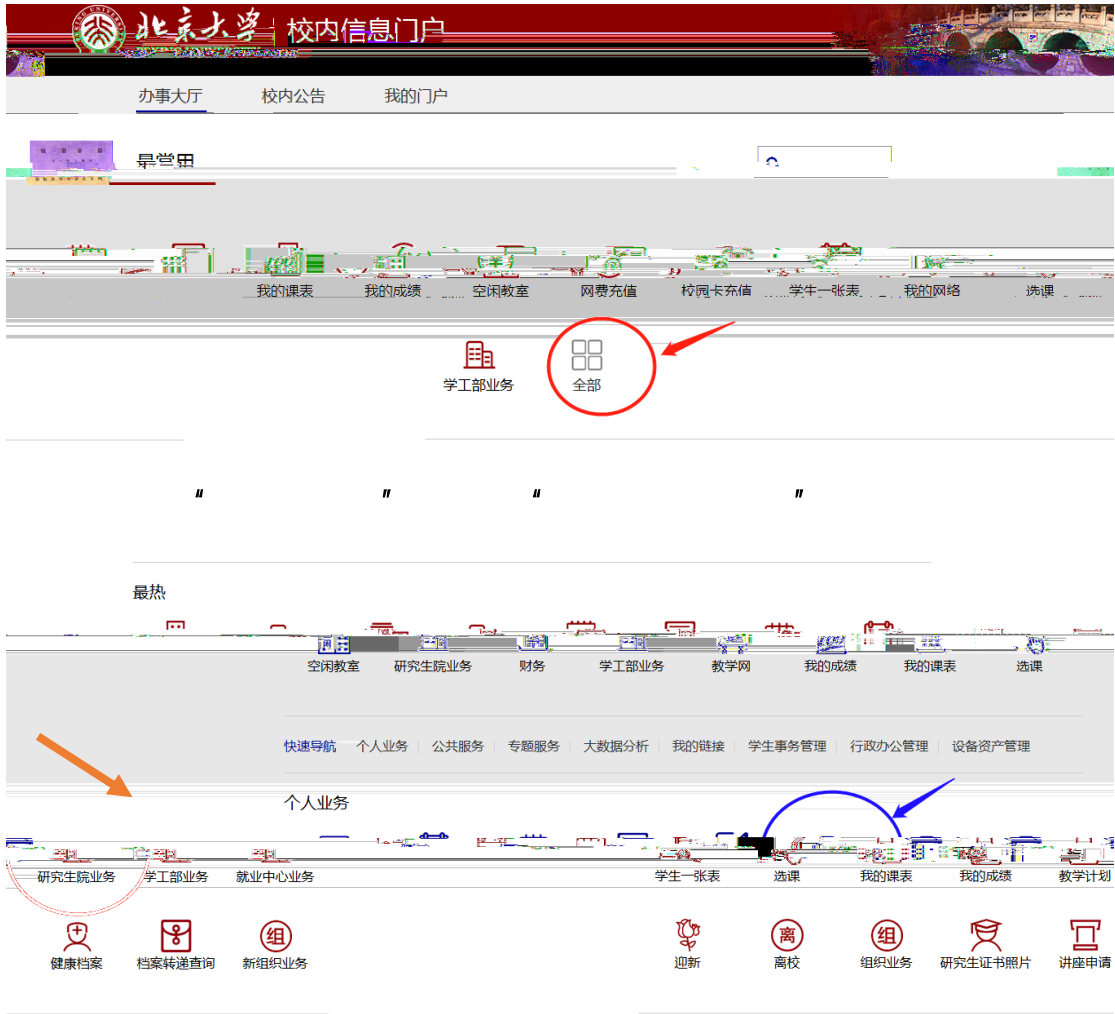 北京大学 校内信息门户
办事大厅 校内公告 我的门户
最常用
我的课表 我的成绩 空闲教室 网费充值 校园卡充值 学生一张表 我的网络 选课
学工部业务 全部
“ ” “ ”
最热
空闲教室 研究生院业务 财务 学工部业务 教学网 我的成绩 我的课表 选课
快速导航 个人业务 公共服务 专题服务 大数据分析 我的链接 学生事务管理 行政办公管理 设备资产管理
个人业务
研究生院业务 学工部业务 就业中心业务 学生一张表 选课 我的课表 我的成绩 教学计划
健康档案 档案转递查询 新组织业务 迎新 离校 组织业务 研究生证书照片 讲座申请